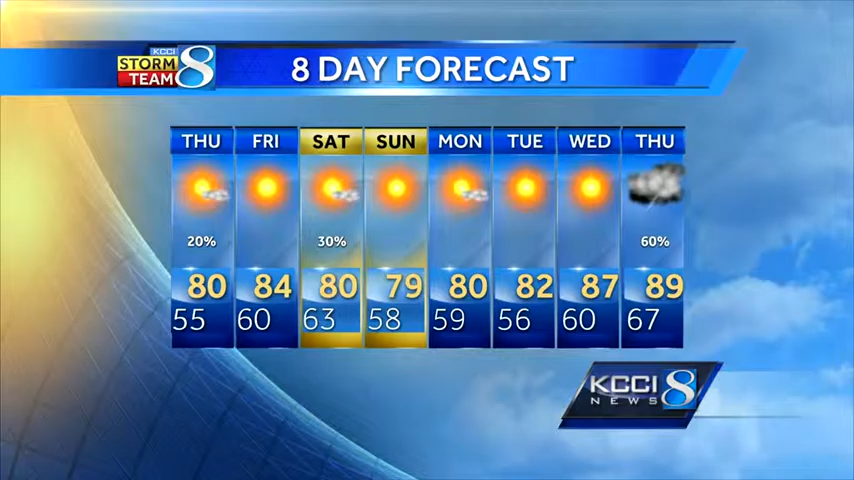 KCCI
STORM
TEAM 8
8 DAY FORECAST
THU FRI SAT SUN MON TUE WED THU
20% 30% 60%
80 84 80 79 80 82 87 89
55 60 63 58 59 56 60 67
KCCI 8
NEWS